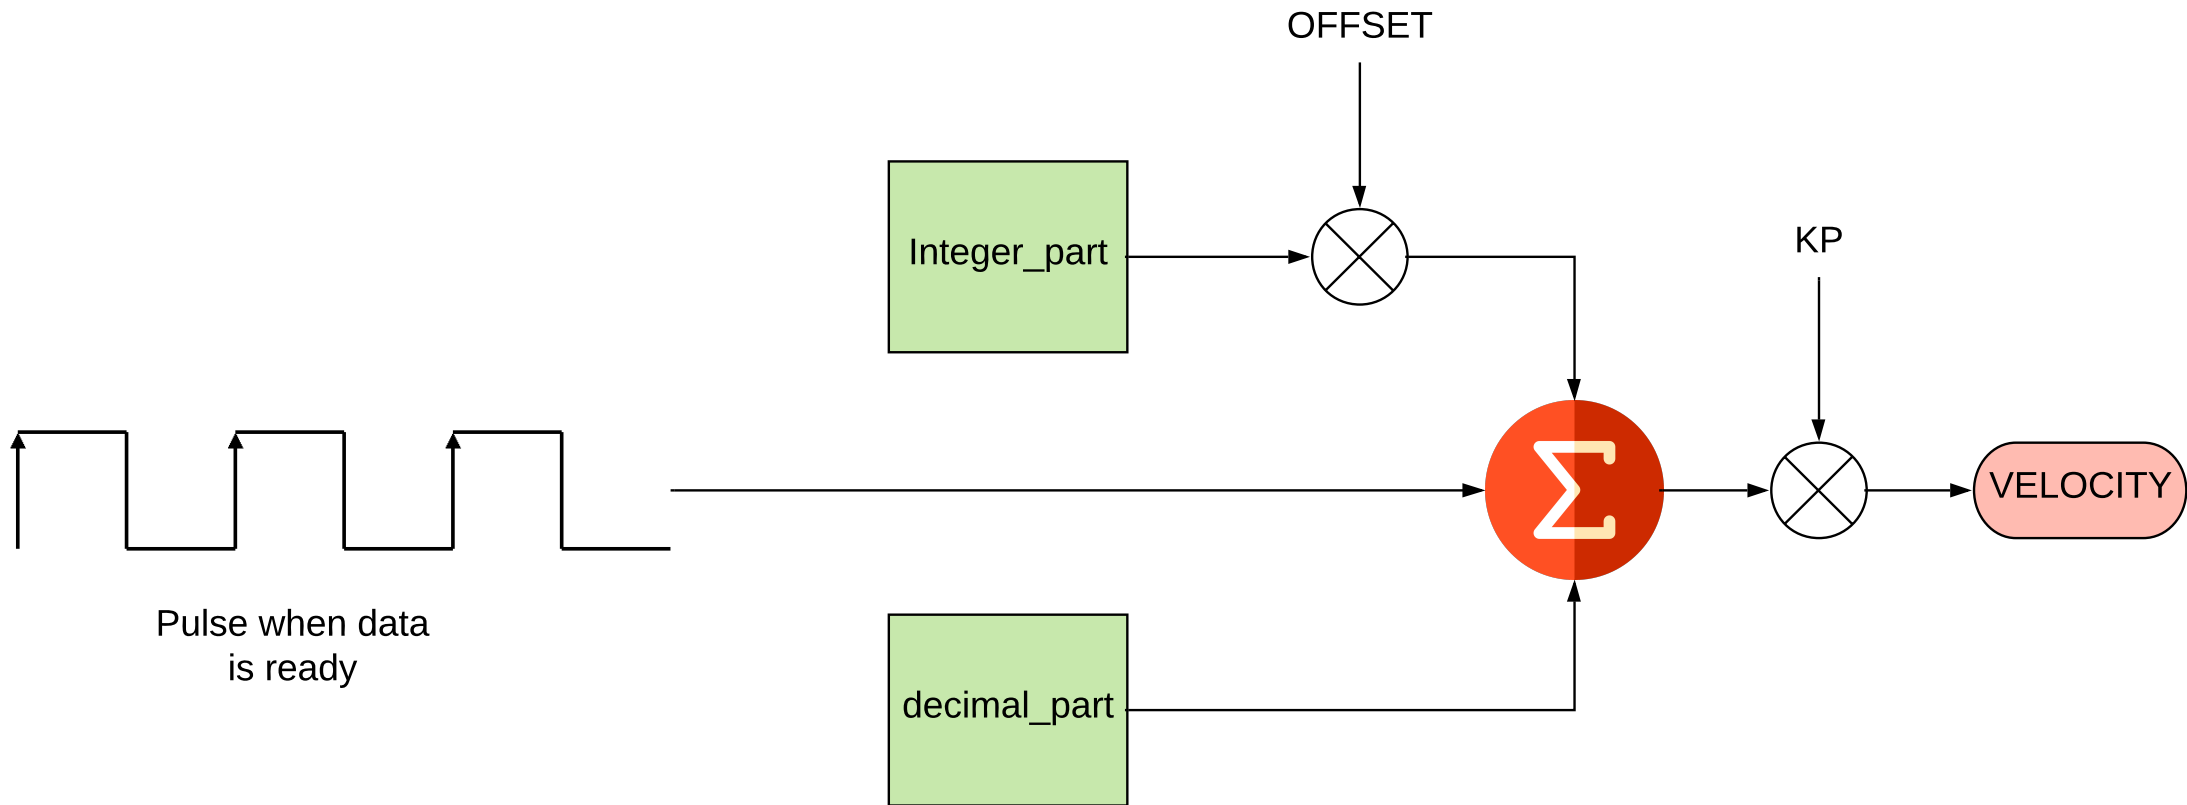 OFFSET
Integer_part
KP
Σ
VELOCITY
Pulse when data
is ready
decimal_part